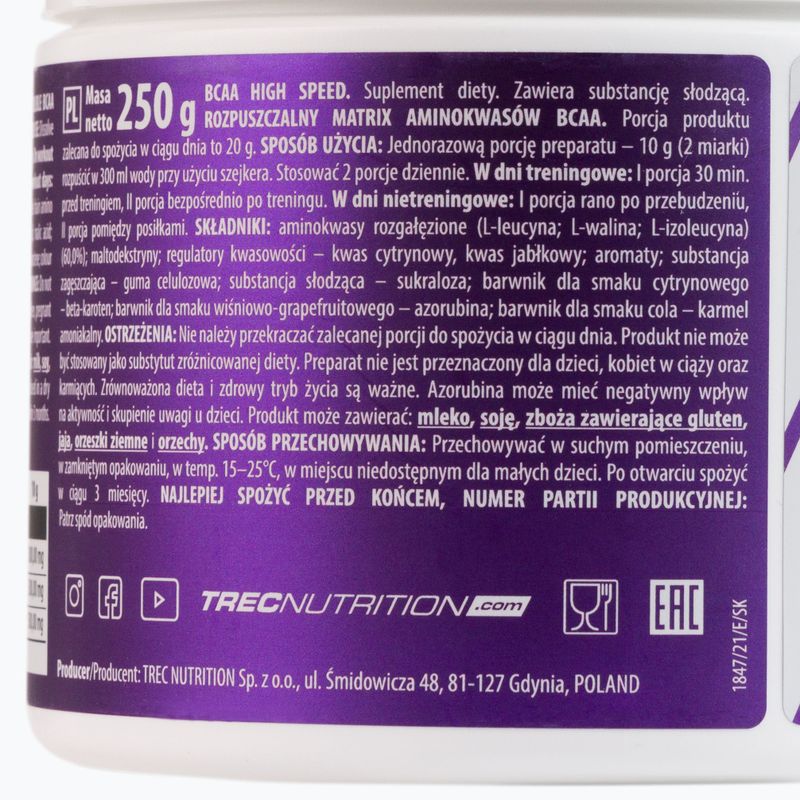 PL Masa netto 250 g BCAA HIGH SPEED. Suplement diety. Zawiera substancję słodzącą.
ROZPUSZCZALNY MATRIX AMINOKWASÓW BCAA. Porcja produktu
zalecana do spożycia w ciągu dnia to 20 g. SPOSÓB UŻYCIA: Jednorazową porcję preparatu – 10 g (2 miarki)
rozpuścić w 300 ml wody przy użyciu szejkera. Stosować 2 porcje dziennie. W dni treningowe: I porcja 30 min.
przed treningiem, II porcja bezpośrednio po treningu. W dni nietreningowe: I porcja rano po przebudzeniu,
II porcja pomiędzy posiłkami. SKŁADNIKI: aminokwasy rozgałęzione (L-leucyna; L-walina; L-izoleucyna)
(60,0%); maltodekstryny; regulatory kwasowości – kwas cytrynowy, kwas jabłkowy; aromaty; substancja
zagęszczająca – guma celulozowa; substancja słodząca – sukraloza; barwnik dla smaku cytrynowego
–beta-karoten; barwnik dla smaku wiśniowo-grapefruitowego – azorubina; barwnik dla smaku cola – karmel
amoniakalny. OSTRZEŻENIA: Nie należy przekraczać zalecanej porcji do spożycia w ciągu dnia. Produkt nie może
być stosowany jako substytut zróżnicowanej diety. Preparat nie jest przeznaczony dla dzieci, kobiet w ciąży oraz
karmiących. Zrównoważona dieta i zdrowy tryb życia są ważne. Azorubina może mieć negatywny wpływ
na aktywność i skupienie uwagi u dzieci. Produkt może zawierać: mleko, soję, zboża zawierające gluten,
jaja, orzeszki ziemne i orzechy. SPOSÓB PRZECHOWYWANIA: Przechowywać w suchym pomieszczeniu,
w zamkniętym opakowaniu, w temp. 15–25°C, w miejscu niedostępnym dla małych dzieci. Po otwarciu spożyć
w ciągu 3 miesięcy. NAJLEPIEJ SPOŻYĆ PRZED KOŃCEM, NUMER PARTII PRODUKCYJNEJ:
Patrz spód opakowania.
TRECNUTRITION.com
EAC
1847/21/E/SK
Producer/Producent: TREC NUTRITION Sp. z o.o., ul. Śmidowicza 48, 81-127 Gdynia, POLAND